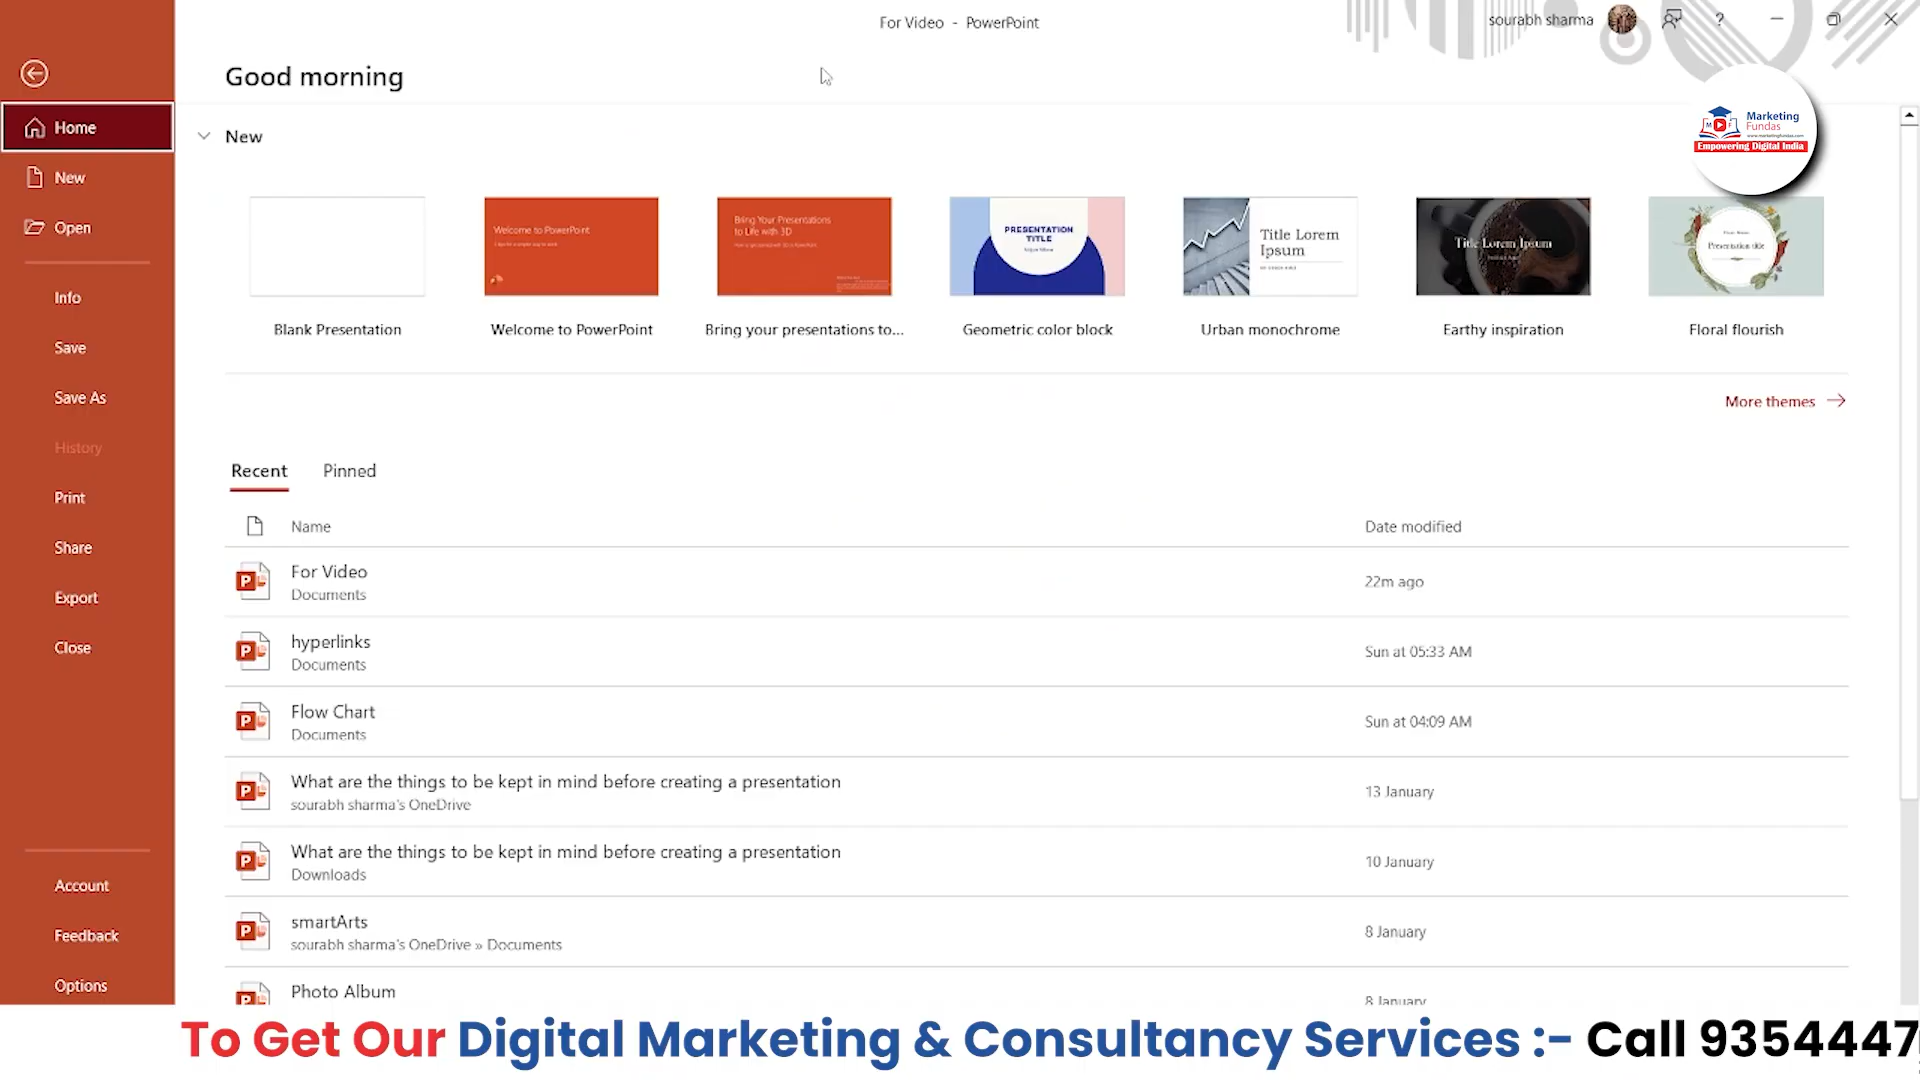 For Video - PowerPoint
sourabh sharma
?
Good morning
Marketing
Fundas
www.marketingfundas.com
Empowering Digital India
Home
New
Open
Info
Save
Save As
History
Print
Share
Export
Close
Account
Feedback
Options
New
Welcome to PowerPoint
Bring Your Presentations
to Life with 3D
PRESENTATION
TITLE
Title Lorem
Ipsum
Title Lorem Ipsum
Presentation title
Blank Presentation
Welcome to PowerPoint
Bring your presentations to...
Geometric color block
Urban monochrome
Earthy inspiration
Floral flourish
More themes
Recent Pinned
Name Date modified
For Video
Documents
22m ago
hyperlinks
Documents
Sun at 05:33 AM
Flow Chart
Documents
Sun at 04:09 AM
What are the things to be kept in mind before creating a presentation
sourabh sharma's OneDrive
13 January
What are the things to be kept in mind before creating a presentation
Downloads
10 January
smartArts
sourabh sharma's OneDrive » Documents
8 January
Photo Album
8 January
To Get Our Digital Marketing & Consultancy Services :- Call 9354447